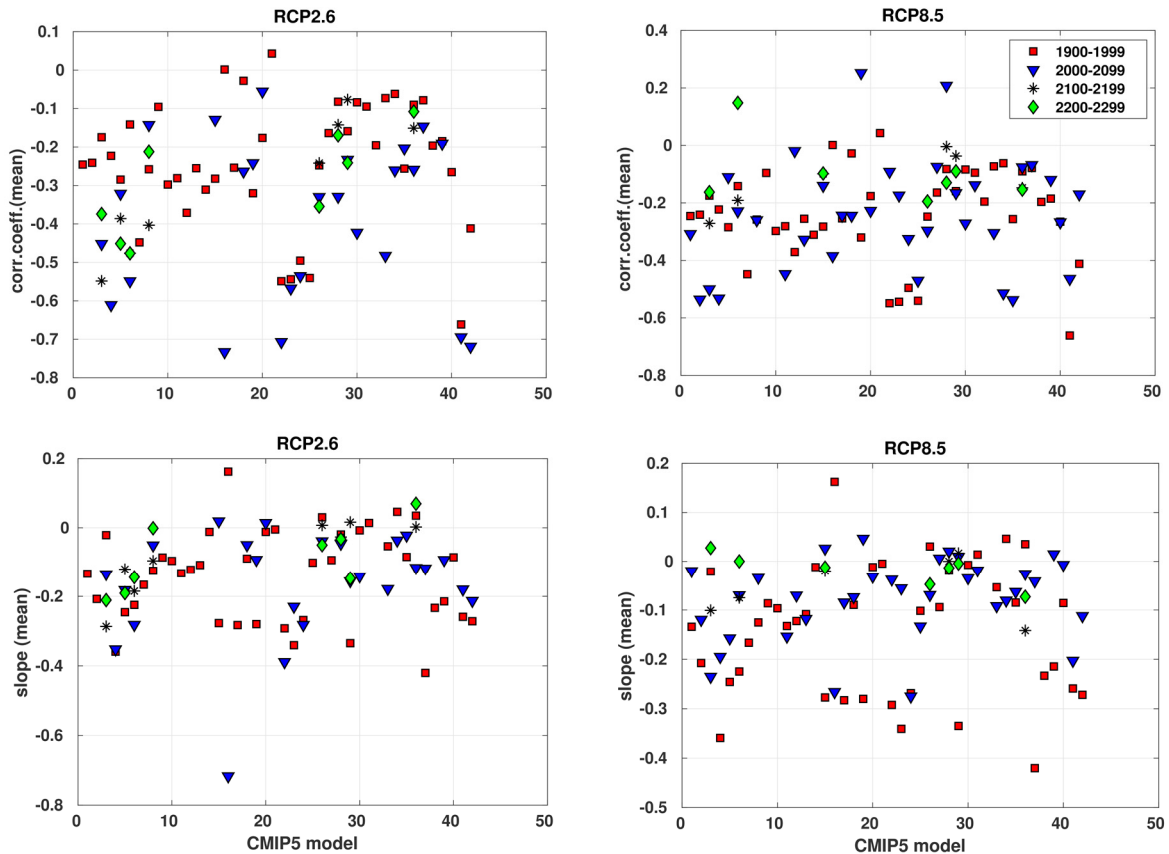 RCP2.6
corr.coeff.(mean)
0.1
0
-0.1
-0.2
-0.3
-0.4
-0.5
-0.6
-0.7
-0.8
0 10 20 30 40 50
RCP8.5
corr.coeff.(mean)
0.4
0.2
0
-0.2
-0.4
-0.6
-0.8
0 10 20 30 40 50
1900-1999
2000-2099
2100-2199
2200-2299
RCP2.6
slope (mean)
0.2
0
-0.2
-0.4
-0.6
-0.8
0 10 20 30 40 50
CMIP5 model
RCP8.5
slope (mean)
0.2
0.1
0
-0.1
-0.2
-0.3
-0.4
-0.5
0 10 20 30 40 50
CMIP5 model